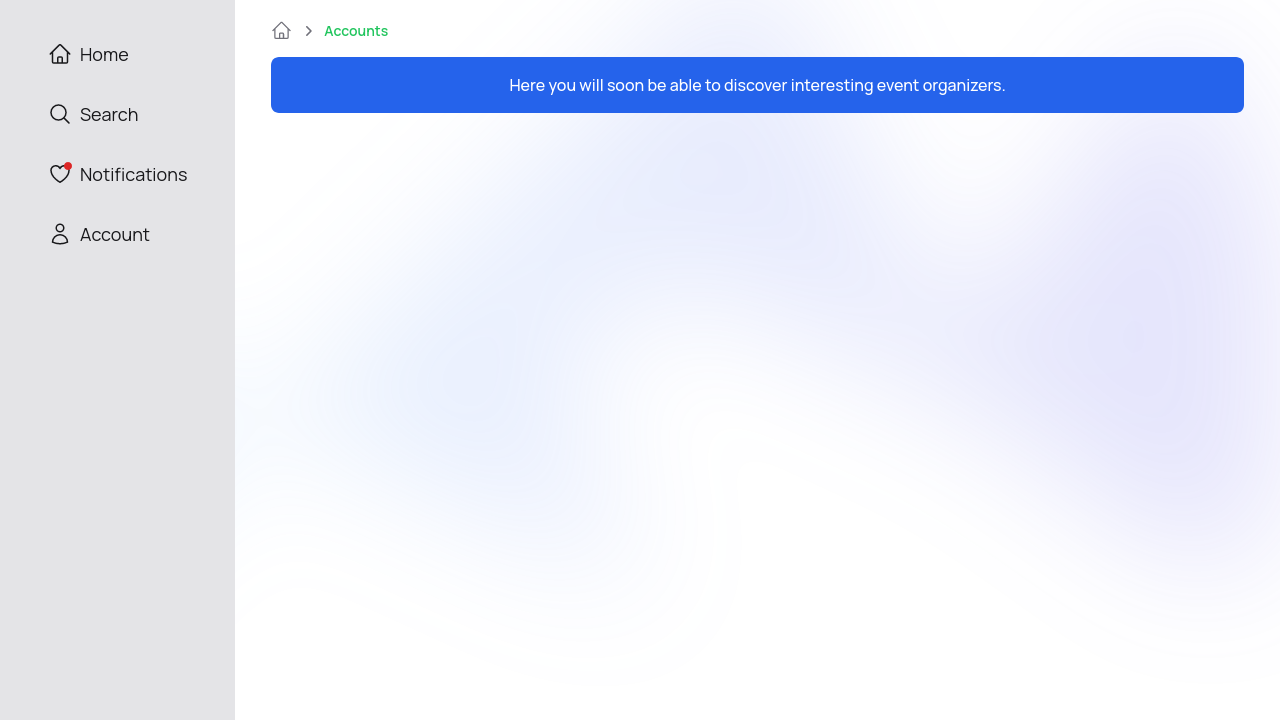 Home
Search
Notifications
Account
Accounts
Here you will soon be able to discover interesting event organizers.